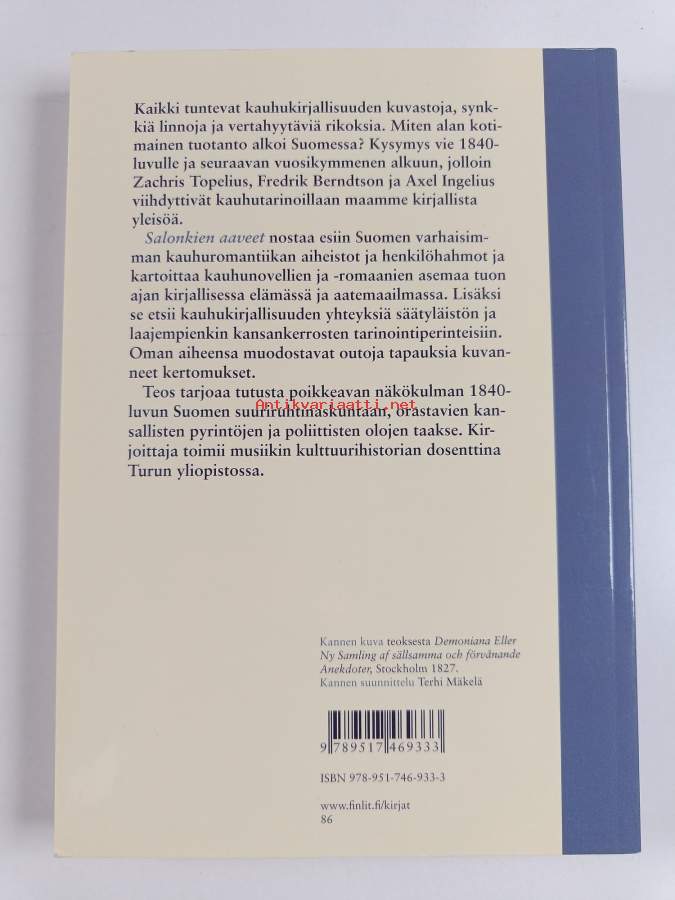 Kaikki tuntevat kauhukirjallisuuden kuvastoja, synk-
kiä linnoja ja vertahyytäviä rikoksia. Miten alan koti-
mainen tuotanto alkoi Suomessa? Kysymys vie 1840-
luvulle ja seuraavan vuosikymmenen alkuun, jolloin
Zachris Topelius, Fredrik Berndtson ja Axel Ingelius
viihdyttivät kauhutarinoillaan maamme kirjallista
yleisöä.
Salonkien aaveet nostaa esiin Suomen varhaisim-
man kauhuromantiikan aiheistot ja henkilöhahmot ja
kartoittaa kauhunovellien ja -romaanien asemaa tuon
ajan kirjallisessa elämässä ja aatemaailmassa. Lisäksi
se etsii kauhukirjallisuuden yhteyksiä säätyläistön ja
laajempienkin kansankerrosten tarinointiperinteisiin.
Oman aiheensa muodostavat outoja tapauksia kuvan-
neet kertomukset.
Teos tarjoaa tutusta poikkeavan näkökulman 1840-
luvun Suomen suuriruhtinaskuntaan, orastavien kan-
Antikvariaatti.net
sallisten pyrintöjen ja poliittisten olojen taakse. Kir-
joittaja toimii musiikin kulttuurihistorian dosenttina
Turun yliopistossa.
Kannen kuva teoksesta Demoniana Eller
Ny Samling af sällsamma och förvånande
Anekdoter, Stockholm 1827.
Kannen suunnittelu Terhi Mäkelä
9 789517 469333
ISBN 978-951-746-933-3
www.finlit.fi/kirjat
86